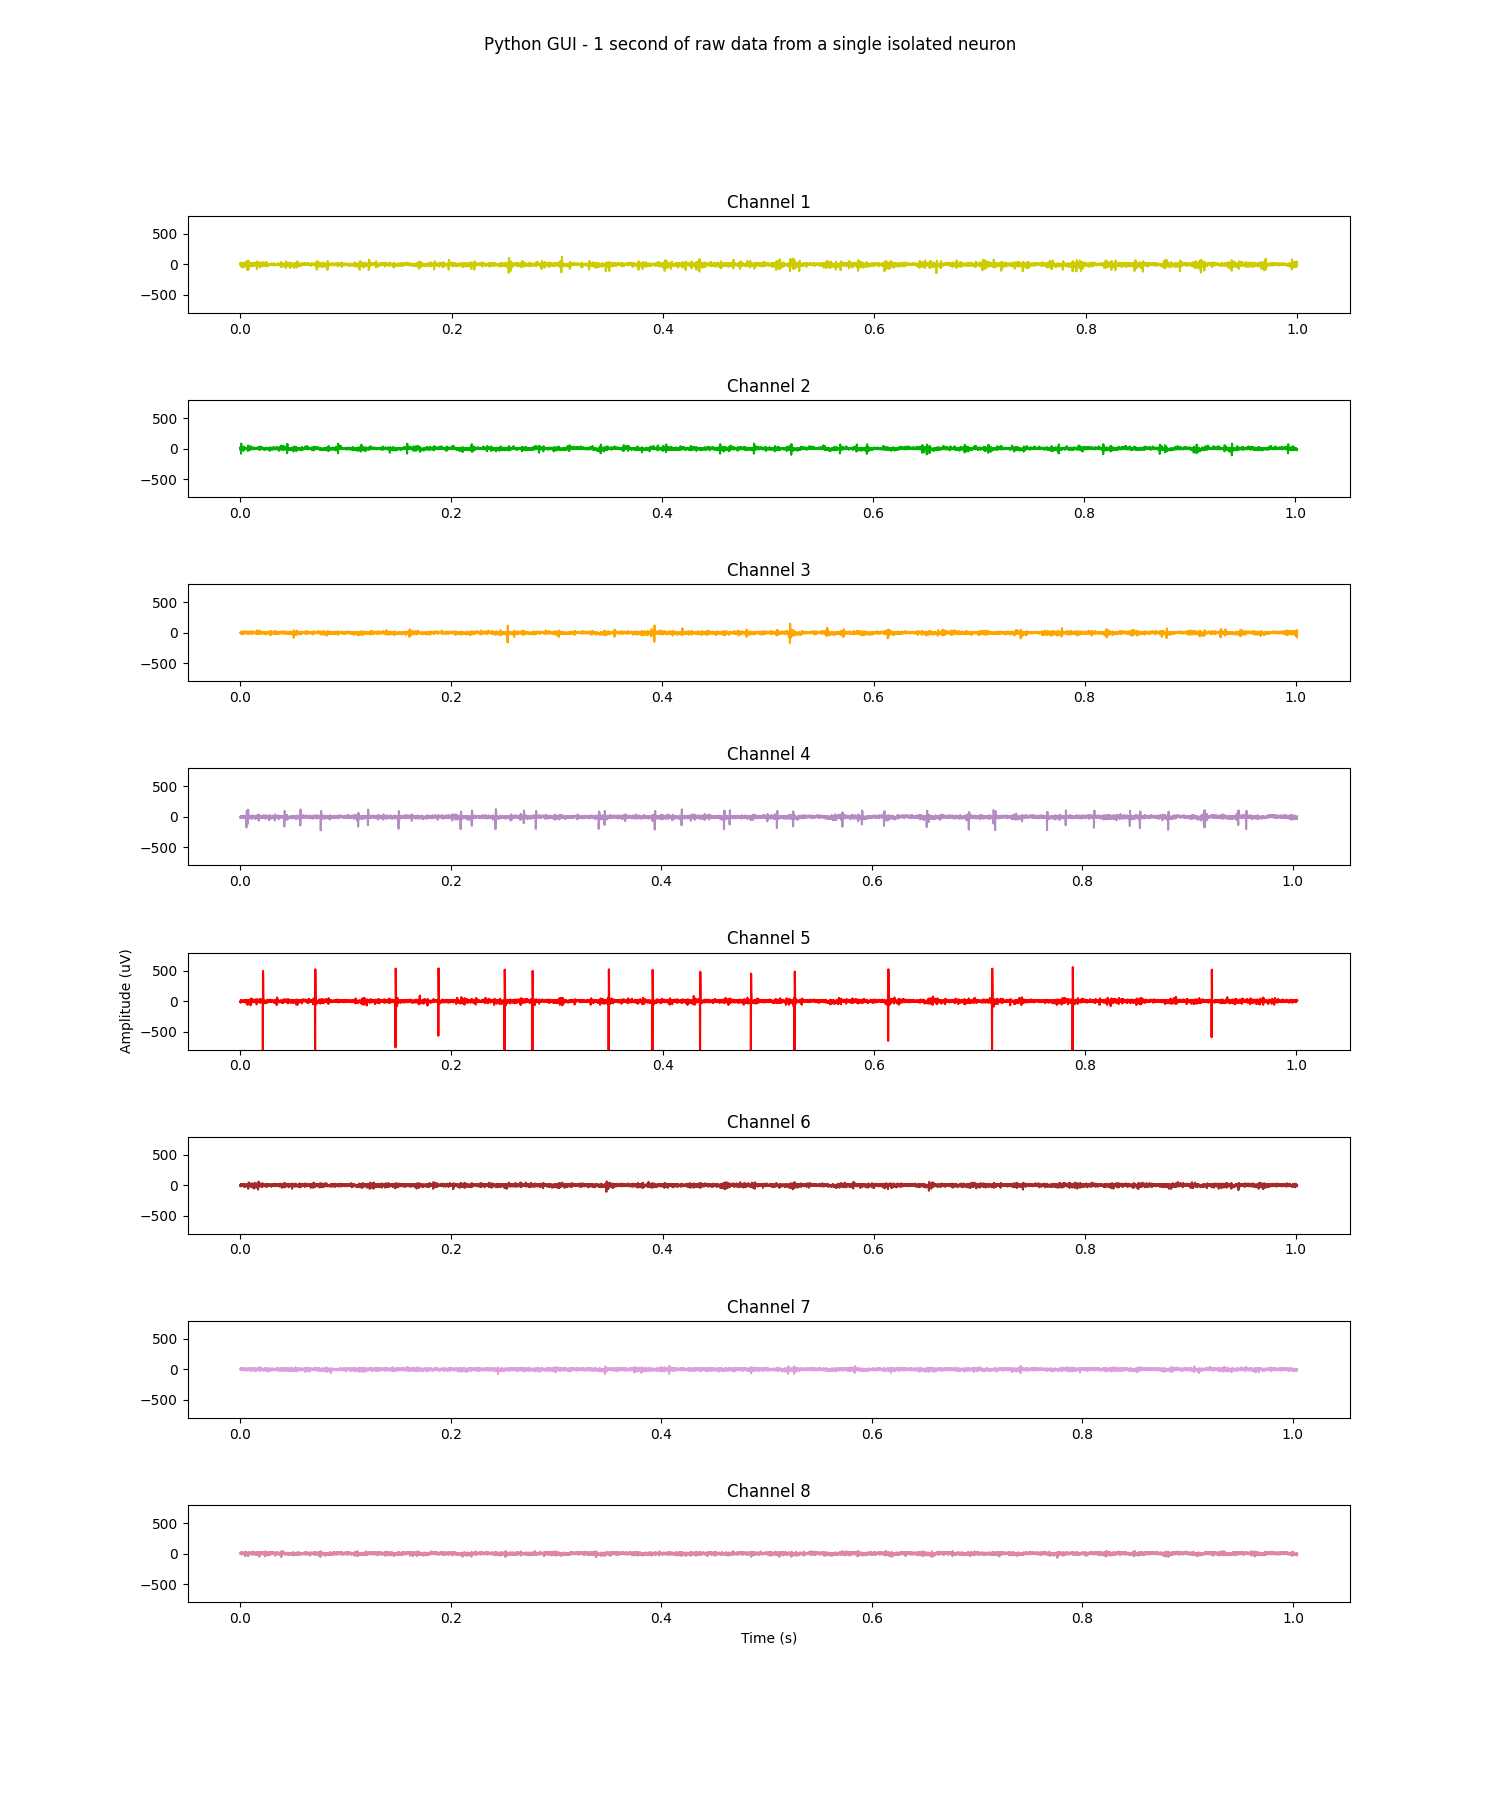 Python GUI - 1 second of raw data from a single isolated neuron
Channel 1
500
0
−500
0.0 0.2 0.4 0.6 0.8 1.0
Channel 2
500
0
−500
0.0 0.2 0.4 0.6 0.8 1.0
Channel 3
500
0
−500
0.0 0.2 0.4 0.6 0.8 1.0
Channel 4
500
0
−500
0.0 0.2 0.4 0.6 0.8 1.0
Channel 5
Amplitude (uV)
500
0
−500
0.0 0.2 0.4 0.6 0.8 1.0
Channel 6
500
0
−500
0.0 0.2 0.4 0.6 0.8 1.0
Channel 7
500
0
−500
0.0 0.2 0.4 0.6 0.8 1.0
Channel 8
500
0
−500
0.0 0.2 0.4 0.6 0.8 1.0
Time (s)